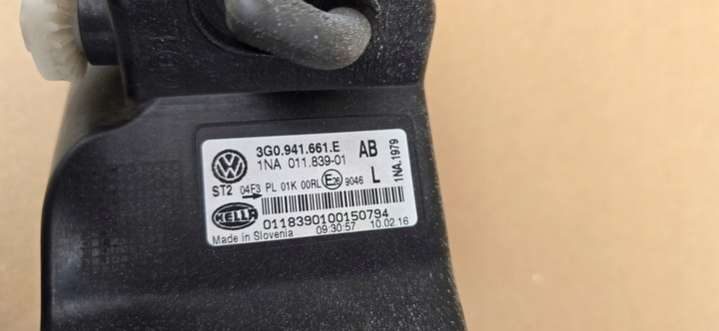 3G0.941.661.E AB
1NA 011.839-01
ST2 04F3 PL 01K 00RL E26 9046 L
1NA.1979
HELLA
0118390100150794
Made in Slovenia 09:30:57 10.02.16